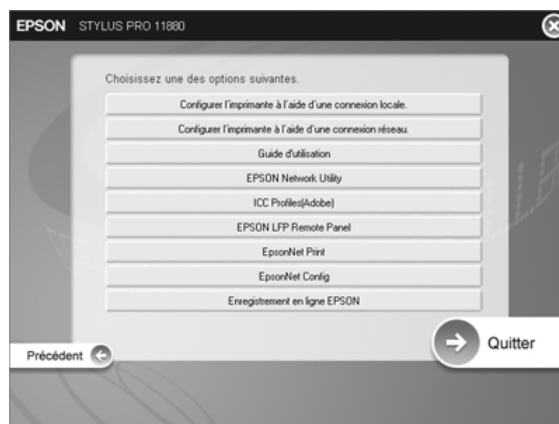 EPSON STYLUS PRO 11880
Choisissez une des options suivantes.
Configurer l'imprimante à l'aide d'une connexion locale.
Configurer l'imprimante à l'aide d'une connexion réseau.
Guide d'utilisation
EPSON Network Utility
ICC Profiles(Adobe)
EPSON LFP Remote Panel
EpsonNet Print
EpsonNet Config
Enregistrement en ligne EPSON
Quitter
Précédent